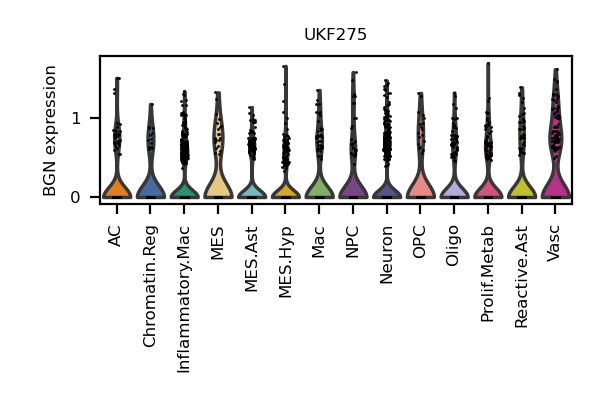 UKF275
BGN expression
1
0
AC
Chromatin.Reg
Inflammatory.Mac
MES
MES.Ast
MES.Hyp
Mac
NPC
Neuron
OPC
Oligo
Prolif.Metab
Reactive.Ast
Vasc